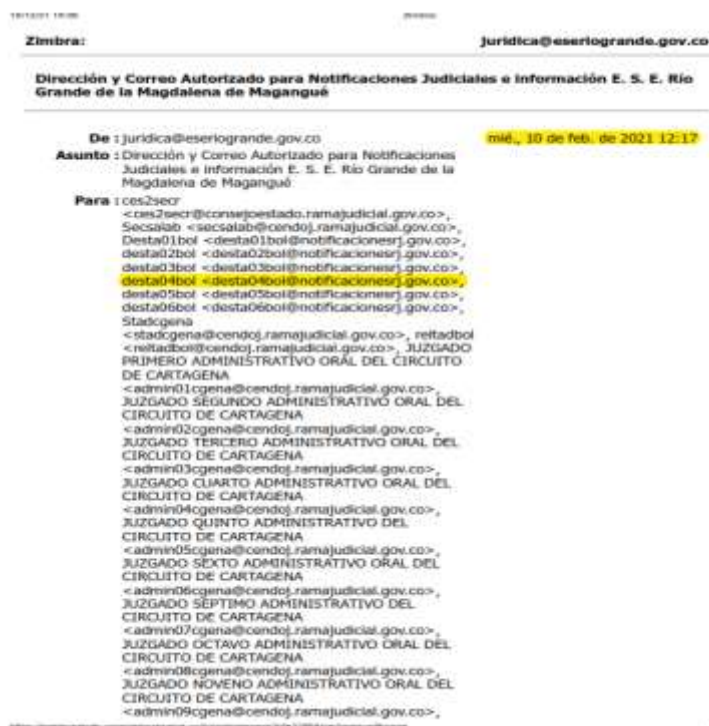 Zimbra:
juridica@eseriogrande.gov.co
Dirección y Correo Autorizado para Notificaciones Judiciales e información E. S. E. Río
Grande de la Magdalena de Magangué
De : juridica@eseriogrande.gov.co
mié., 10 de feb. de 2021 12:17
Asunto : Dirección y Correo Autorizado para Notificaciones
Judiciales e información E. S. E. Río Grande de la
Magdalena de Magangué
Para : ces2secr
<ces2secr@consejoestado.ramajudicial.gov.co>,
Secsalab <secsalab@cendoj.ramajudicial.gov.co>,
Desta01bol <desta01bol@notificacionesrj.gov.co>,
desta02bol <desta02bol@notificacionesrj.gov.co>,
desta03bol <desta03bol@notificacionesrj.gov.co>,
desta04bol <desta04bol@notificacionesrj.gov.co>,
desta05bol <desta05bol@notificacionesrj.gov.co>,
desta06bol <desta06bol@notificacionesrj.gov.co>,
Stadcgena
<stadcgena@cendoj.ramajudicial.gov.co>, reltadbol
<reltadbol@cendoj.ramajudicial.gov.co>, JUZGADO
PRIMERO ADMINISTRATIVO ORAL DEL CIRCUITO
DE CARTAGENA
<admin01cgena@cendoj.ramajudicial.gov.co>,
JUZGADO SEGUNDO ADMINISTRATIVO ORAL DEL
CIRCUITO DE CARTAGENA
<admin02cgena@cendoj.ramajudicial.gov.co>,
JUZGADO TERCERO ADMINISTRATIVO ORAL DEL
CIRCUITO DE CARTAGENA
<admin03cgena@cendoj.ramajudicial.gov.co>,
JUZGADO CUARTO ADMINISTRATIVO ORAL DEL
CIRCUITO DE CARTAGENA
<admin04cgena@cendoj.ramajudicial.gov.co>,
JUZGADO QUINTO ADMINISTRATIVO DEL
CIRCUITO DE CARTAGENA
<admin05cgena@cendoj.ramajudicial.gov.co>,
JUZGADO SEXTO ADMINISTRATIVO ORAL DEL
CIRCUITO DE CARTAGENA
<admin06cgena@cendoj.ramajudicial.gov.co>,
JUZGADO SEPTIMO ADMINISTRATIVO DEL
CIRCUITO DE CARTAGENA
<admin07cgena@cendoj.ramajudicial.gov.co>,
JUZGADO OCTAVO ADMINISTRATIVO ORAL DEL
CIRCUITO DE CARTAGENA
<admin08cgena@cendoj.ramajudicial.gov.co>,
JUZGADO NOVENO ADMINISTRATIVO ORAL DEL
CIRCUITO DE CARTAGENA
<admin09cgena@cendoj.ramajudicial.gov.co>,